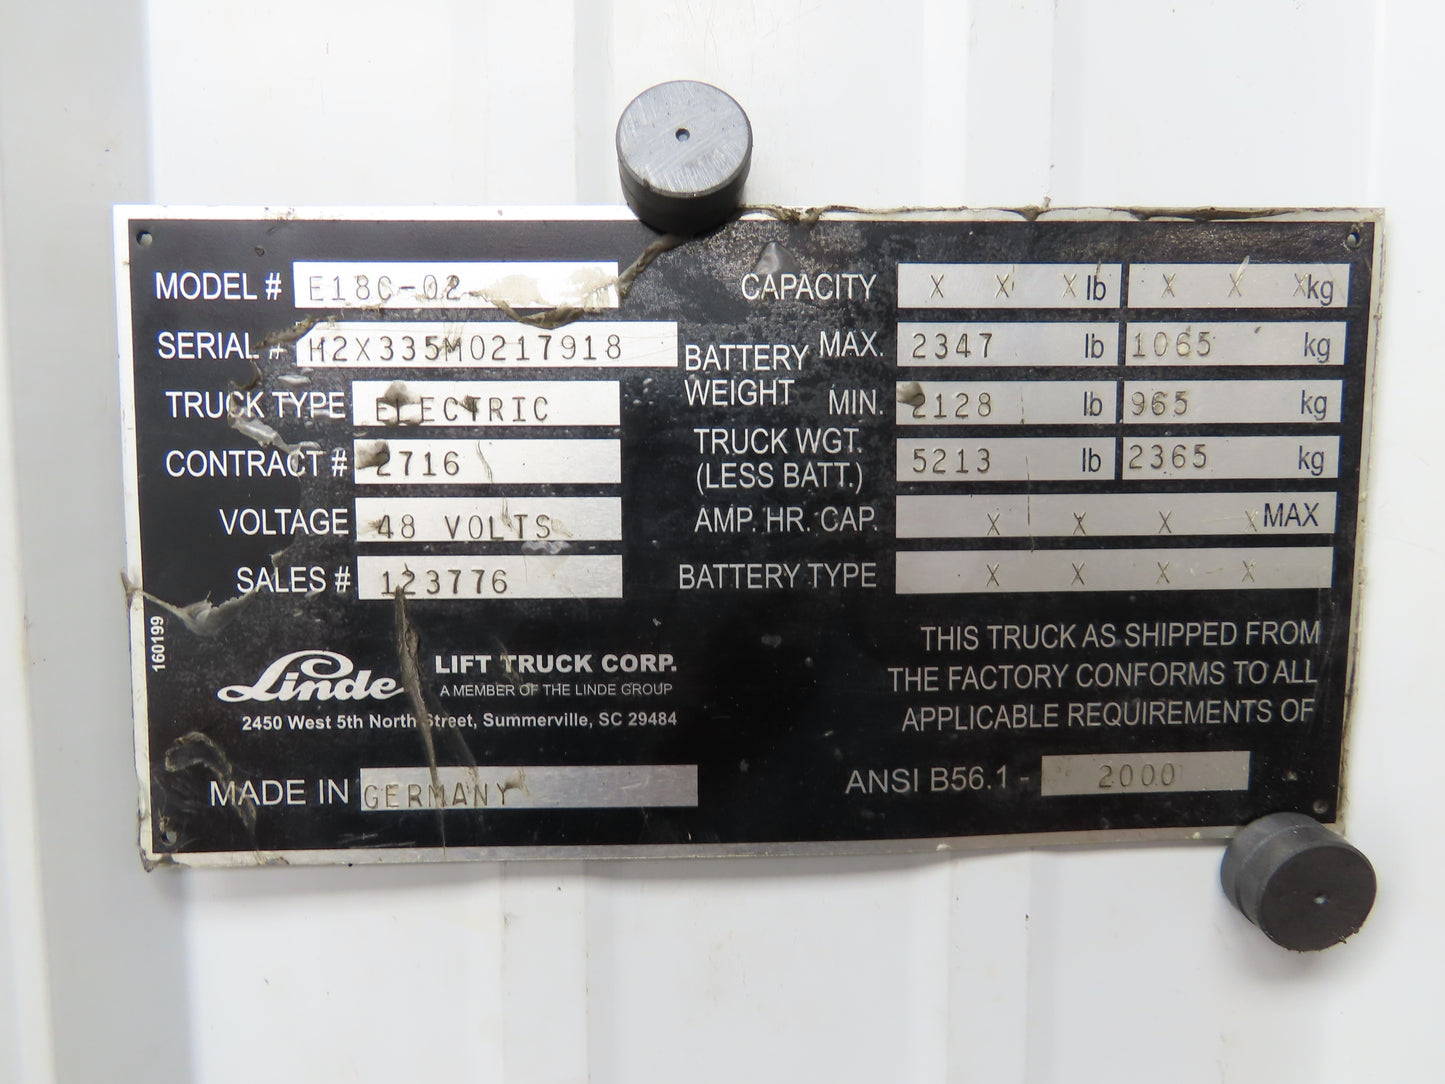 MODEL # E18C-02
SERIAL # H2X335M0217918
TRUCK TYPE ELECTRIC
CONTRACT # 2716
VOLTAGE 48 VOLTS
SALES # 123776
160199
Linde LIFT TRUCK CORP.
A MEMBER OF THE LINDE GROUP
2450 West 5th North Street, Summerville, SC 29484
MADE IN GERMANY
CAPACITY X X X lb X X X kg
BATTERY WEIGHT MAX. 2347 lb 1065 kg
MIN. 2128 lb 965 kg
TRUCK WGT. (LESS BATT.) 5213 lb 2365 kg
AMP. HR. CAP. X X X X MAX
BATTERY TYPE X X X X
THIS TRUCK AS SHIPPED FROM
THE FACTORY CONFORMS TO ALL
APPLICABLE REQUIREMENTS OF
ANSI B56.1 - 2000